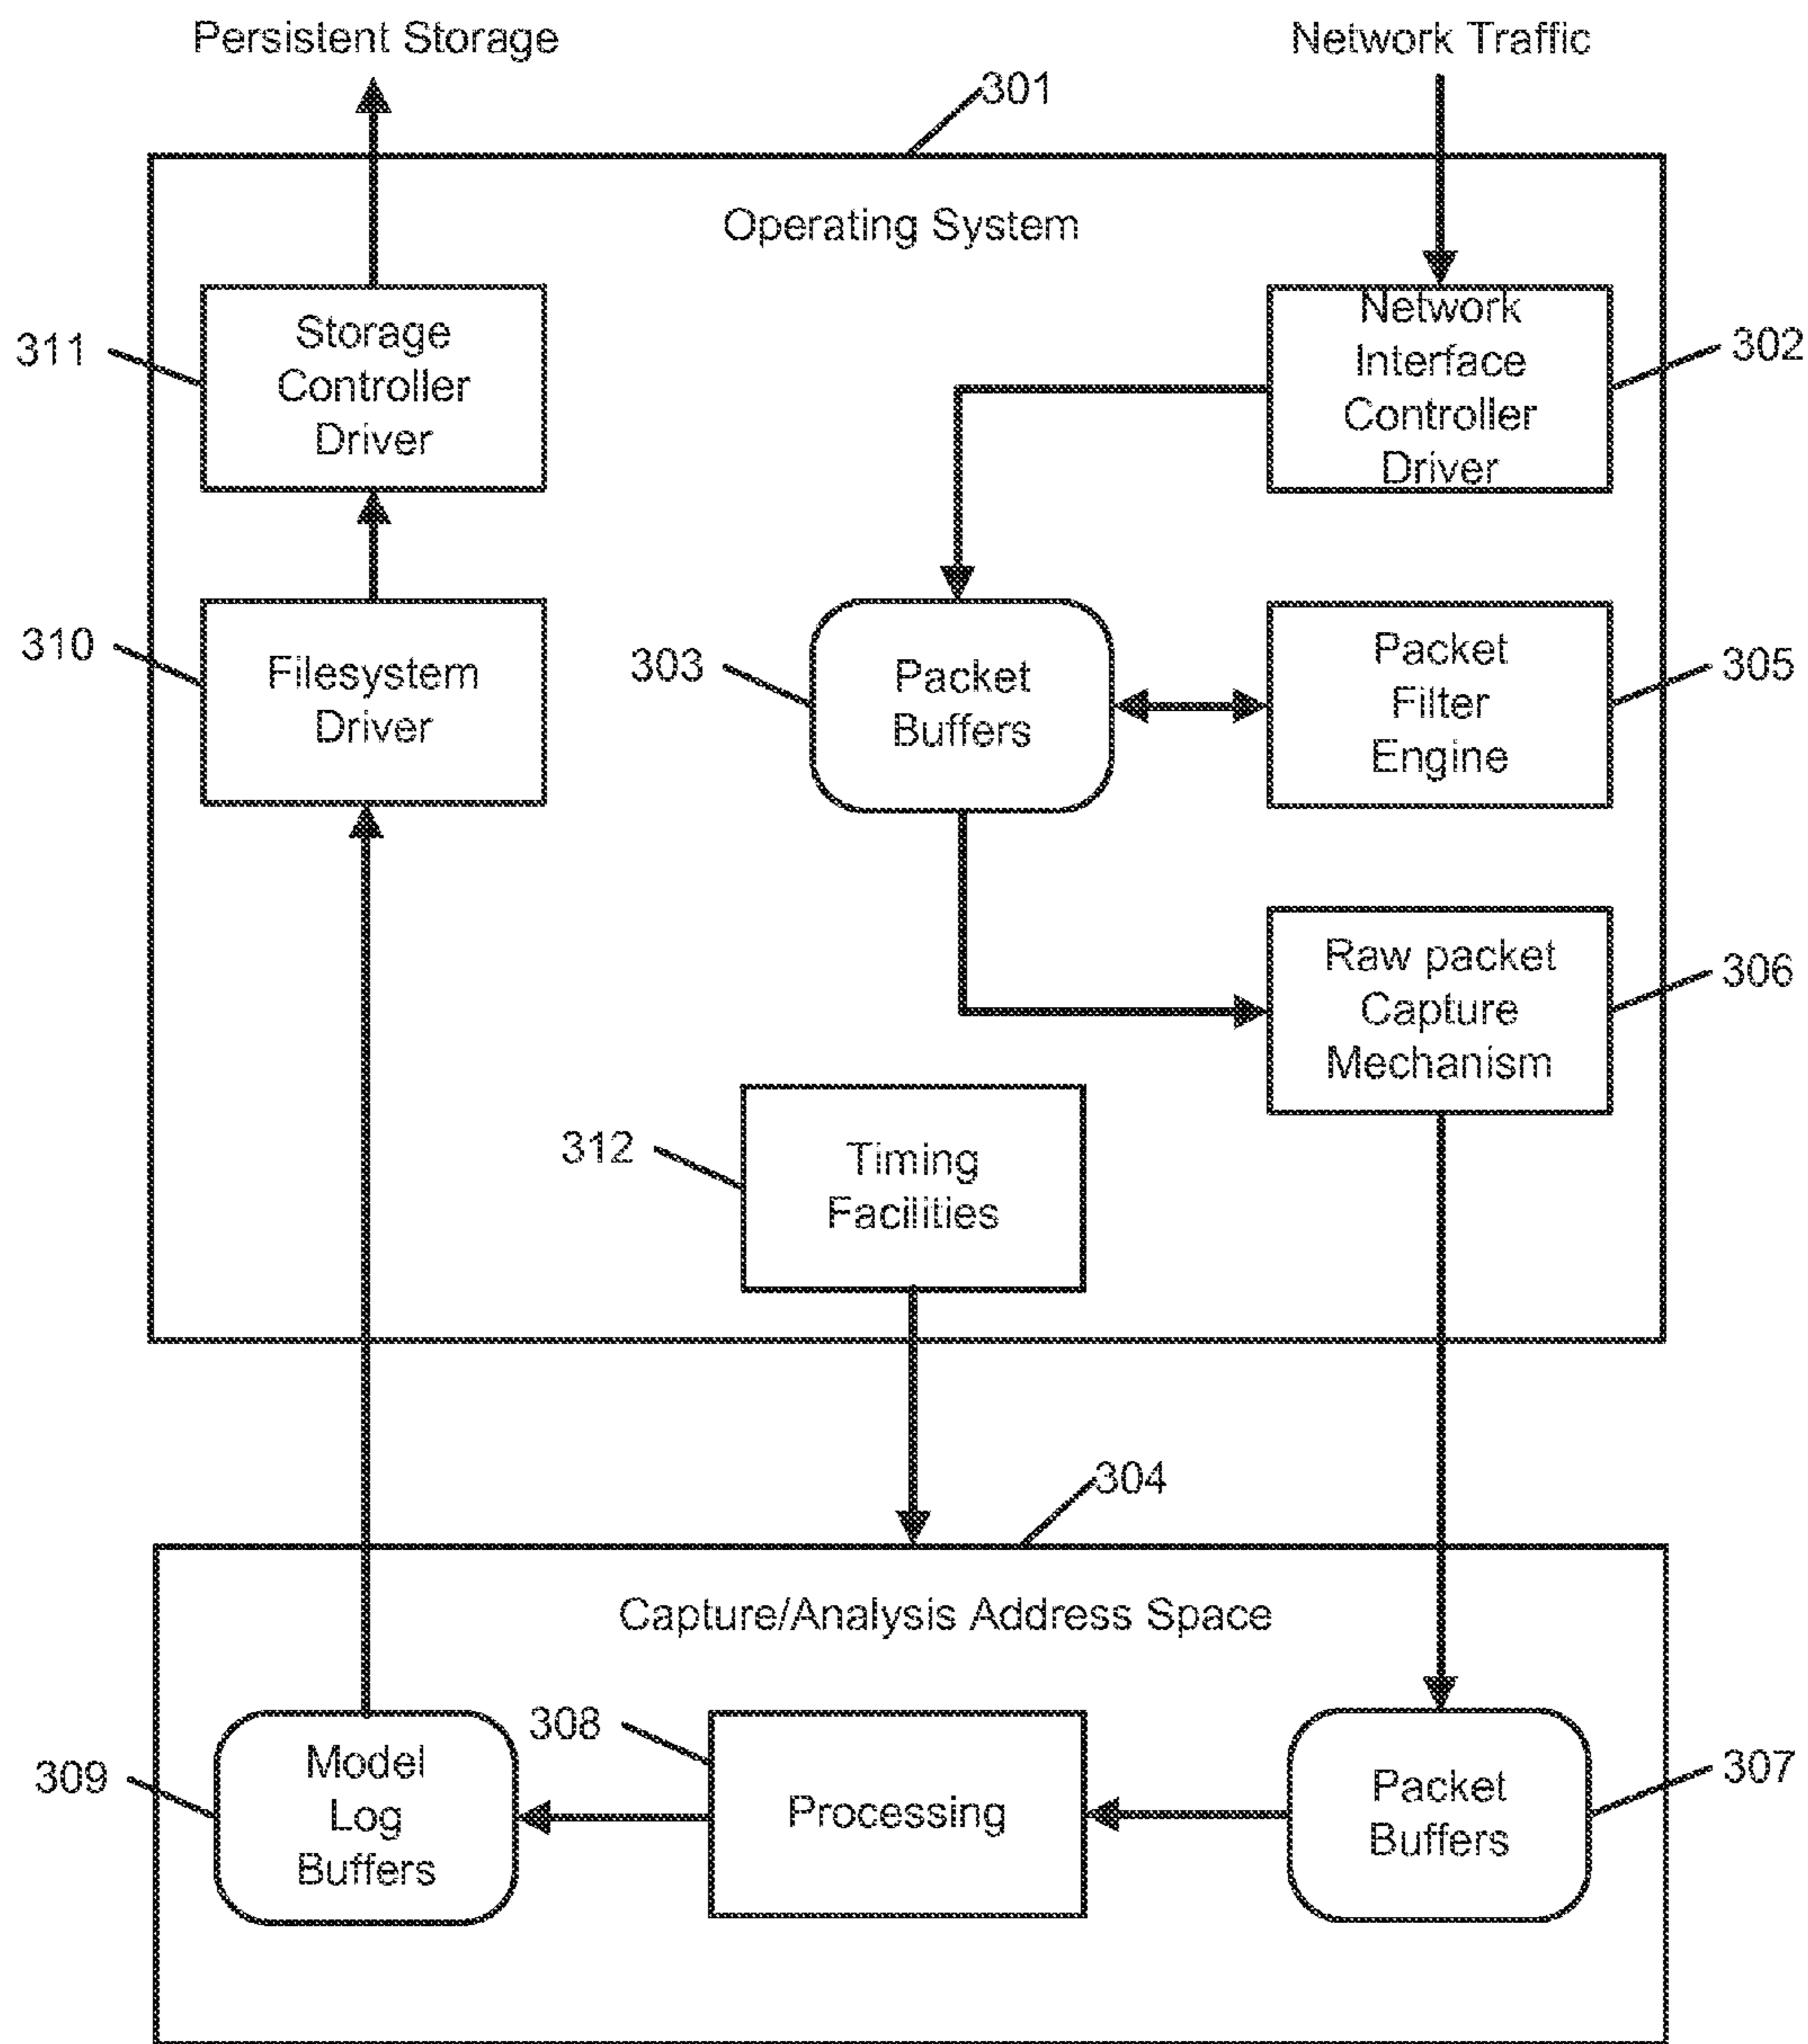 Persistent Storage
Network Traffic
301
Operating System
Storage
Controller
Driver
311
Network
Interface
Controller
Driver
302
310
Filesystem
Driver
303
Packet
Buffers
Packet
Filter
Engine
305
Raw packet
Capture
Mechanism
306
312
Timing
Facilities
304
Capture/Analysis Address Space
309
Model
Log
Buffers
308
Processing
Packet
Buffers
307